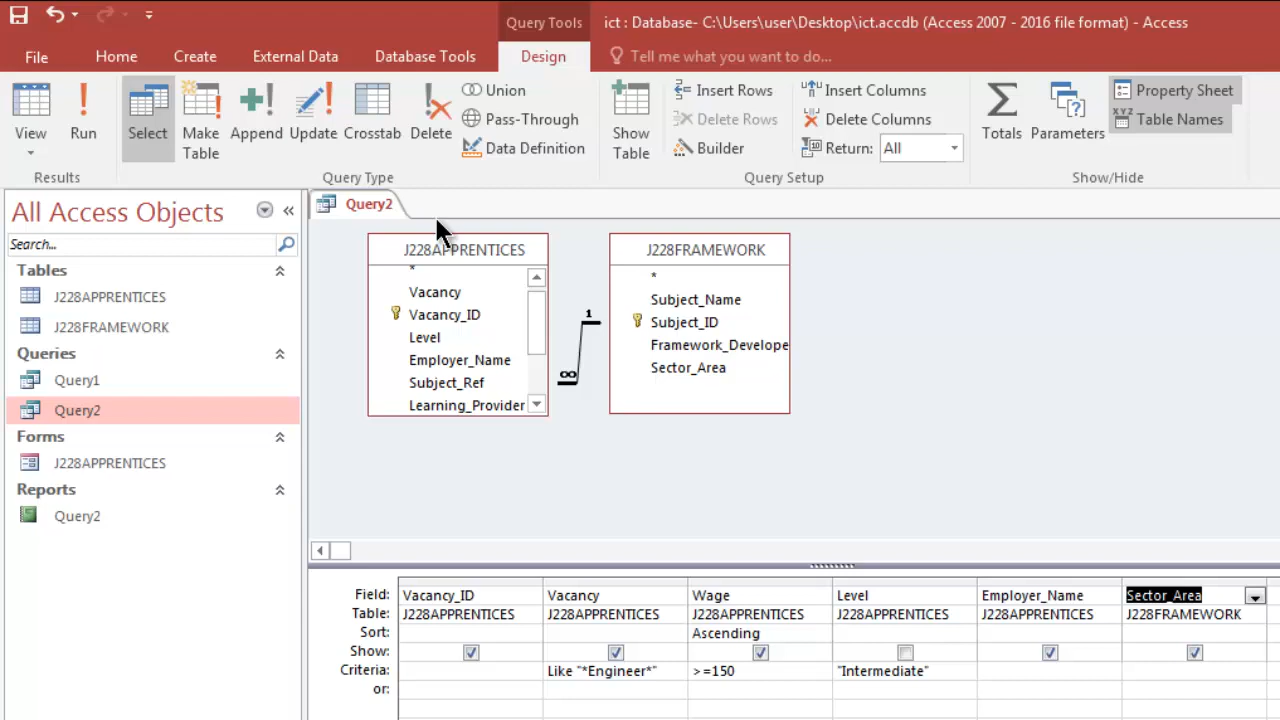 Query Tools
ict : Database- C:\Users\user\Desktop\ict.accdb (Access 2007 - 2016 file format) - Access
File Home Create External Data Database Tools Design Tell me what you want to do...
View Run Select Make Table Append Update Crosstab Delete
Union
Pass-Through
Data Definition
Show Table
Insert Rows
Delete Rows
Builder
Insert Columns
Delete Columns
Return: All
Totals Parameters
Property Sheet
XYZ Table Names
Results Query Type Query Setup Show/Hide
All Access Objects
Search...
Tables
J228APPRENTICES
J228FRAMEWORK
Queries
Query1
Query2
Forms
J228APPRENTICES
Reports
Query2
Query2
J228APPRENTICES
*
Vacancy
Vacancy_ID
Level
Employer_Name
Subject_Ref
Learning_Provider
∞ 1
J228FRAMEWORK
*
Subject_Name
Subject_ID
Framework_Develope
Sector_Area
Field: Vacancy_ID Vacancy Wage Level Employer_Name Sector_Area
Table: J228APPRENTICES J228APPRENTICES J228APPRENTICES J228APPRENTICES J228APPRENTICES J228FRAMEWORK
Sort: Ascending
Show:
Criteria: Like "*Engineer*" >=150 "Intermediate"
or: